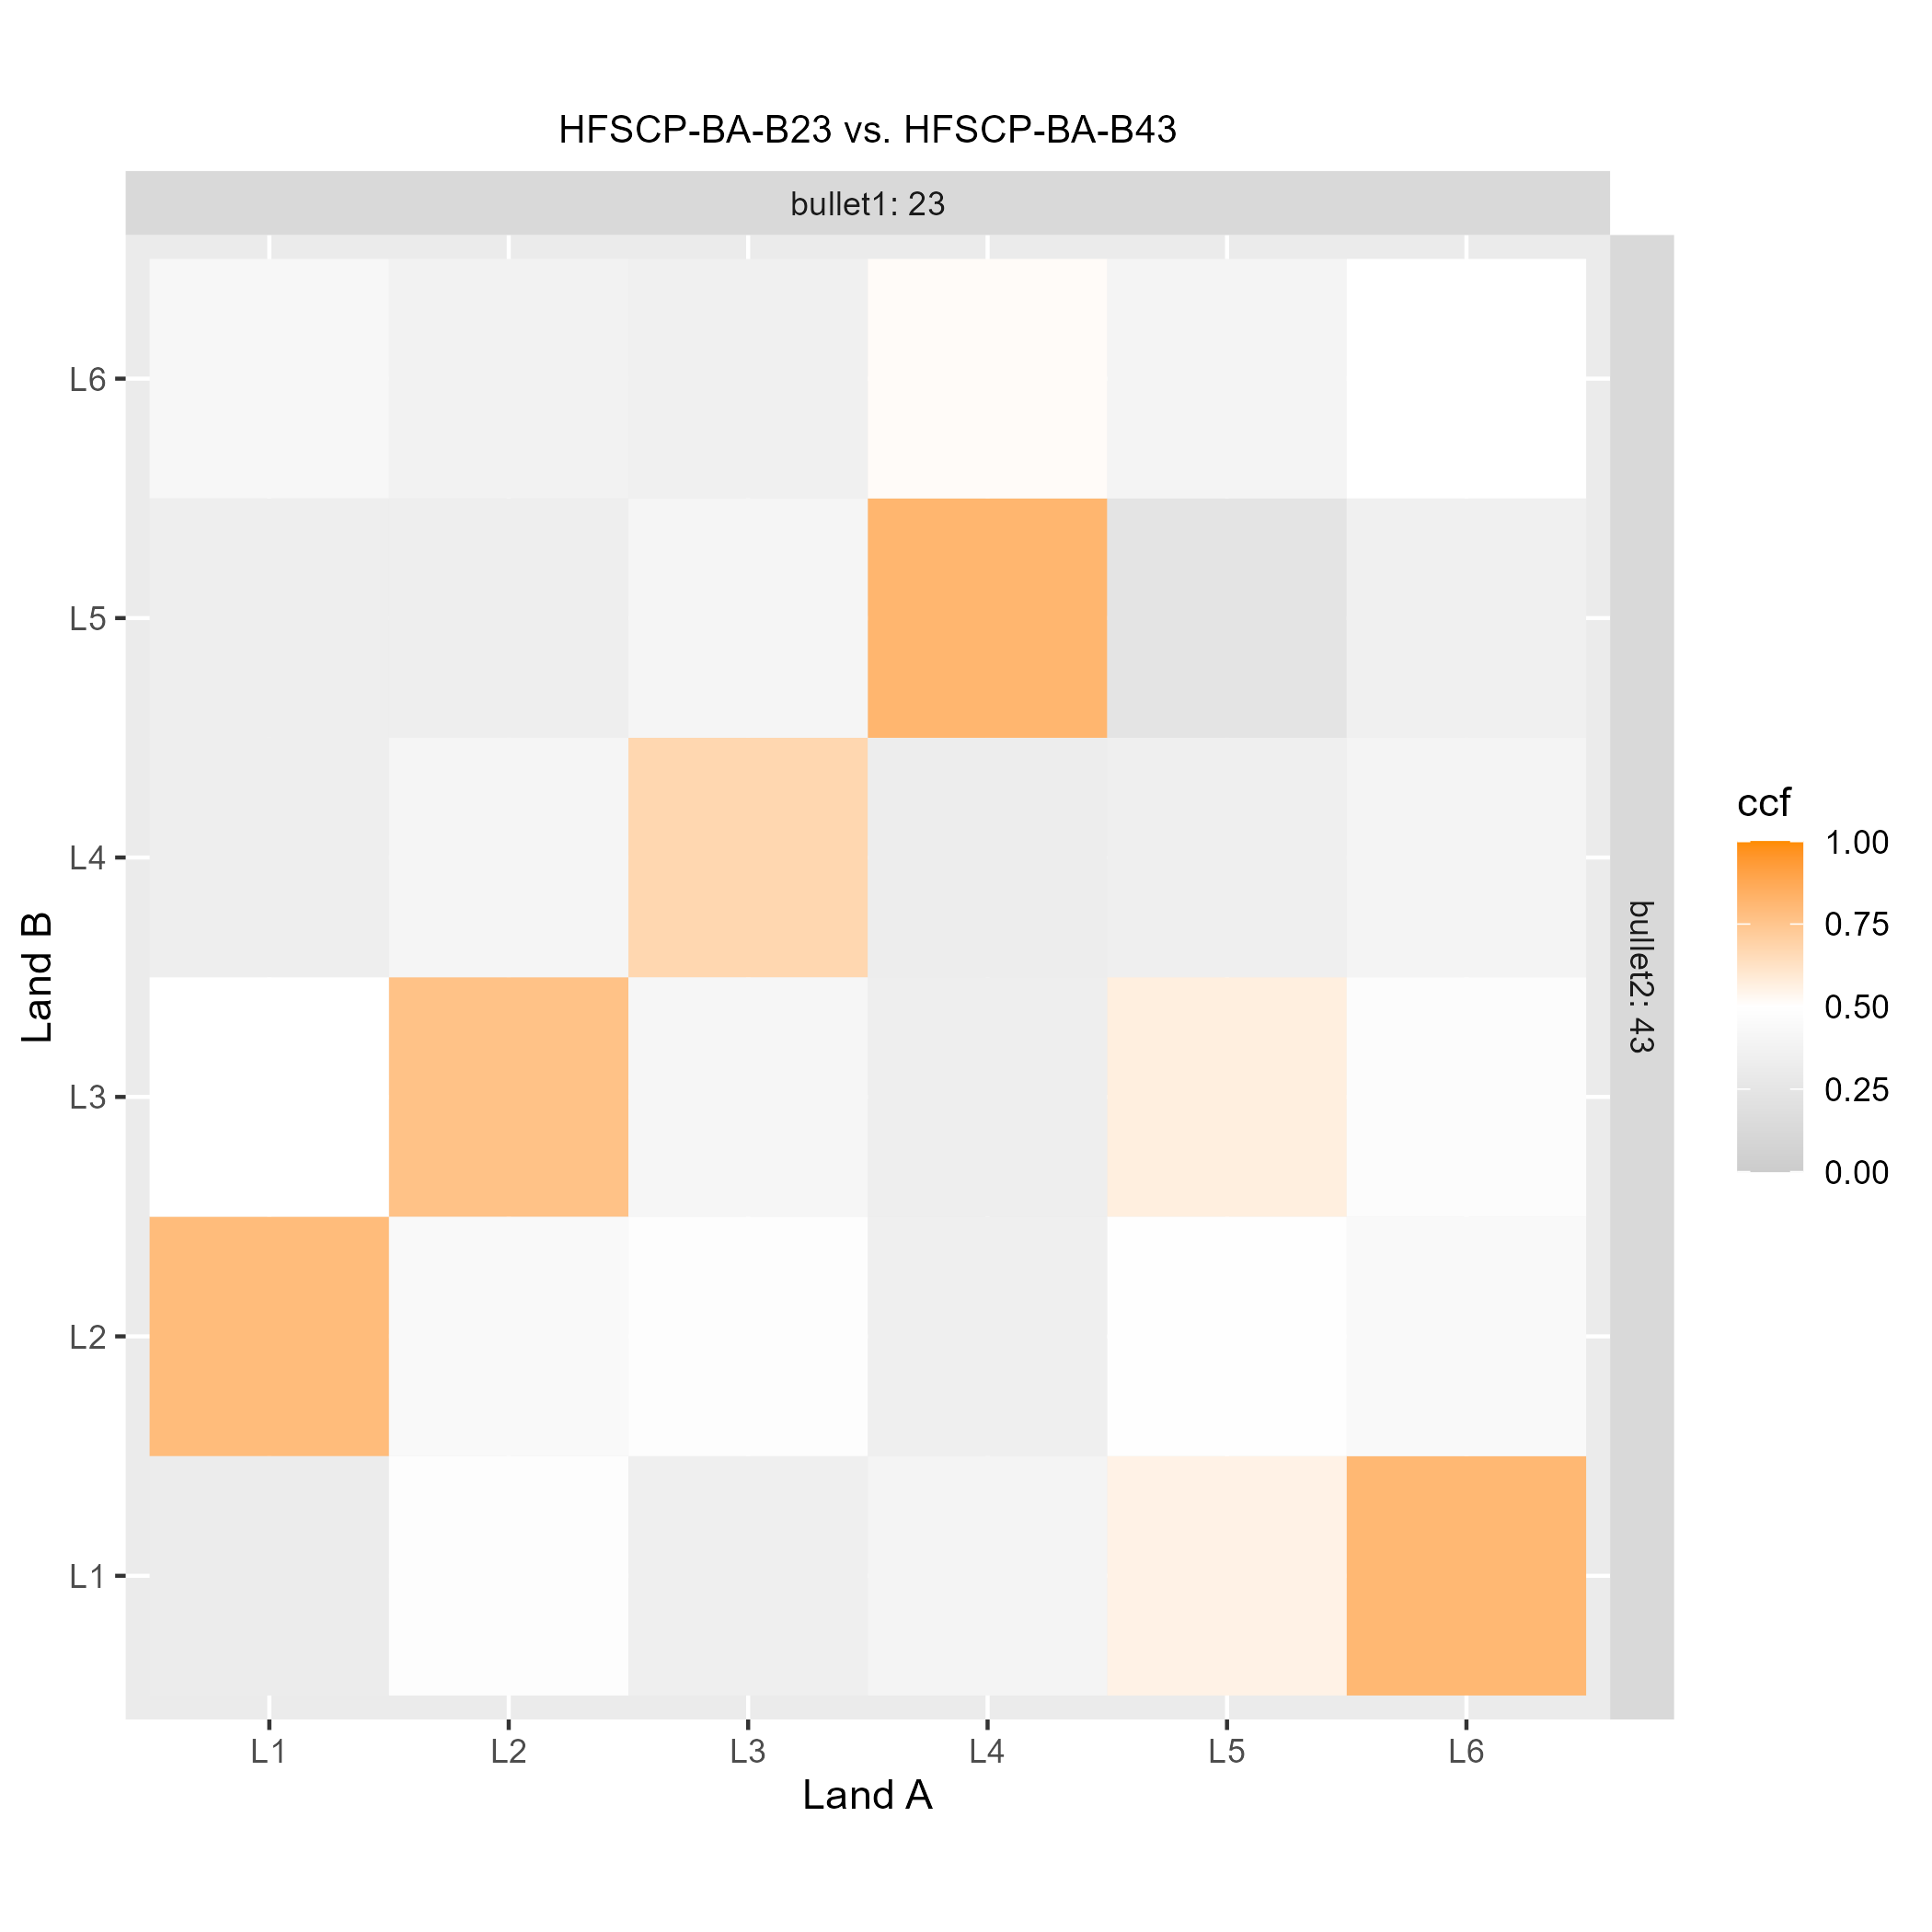 HFSCP-BA-B23 vs. HFSCP-BA-B43
bullet1: 23
L6
L5
L4
L3
L2
L1
Land B
bullet2: 43
ccf
1.00
0.75
0.50
0.25
0.00
L1 L2 L3 L4 L5 L6
Land A